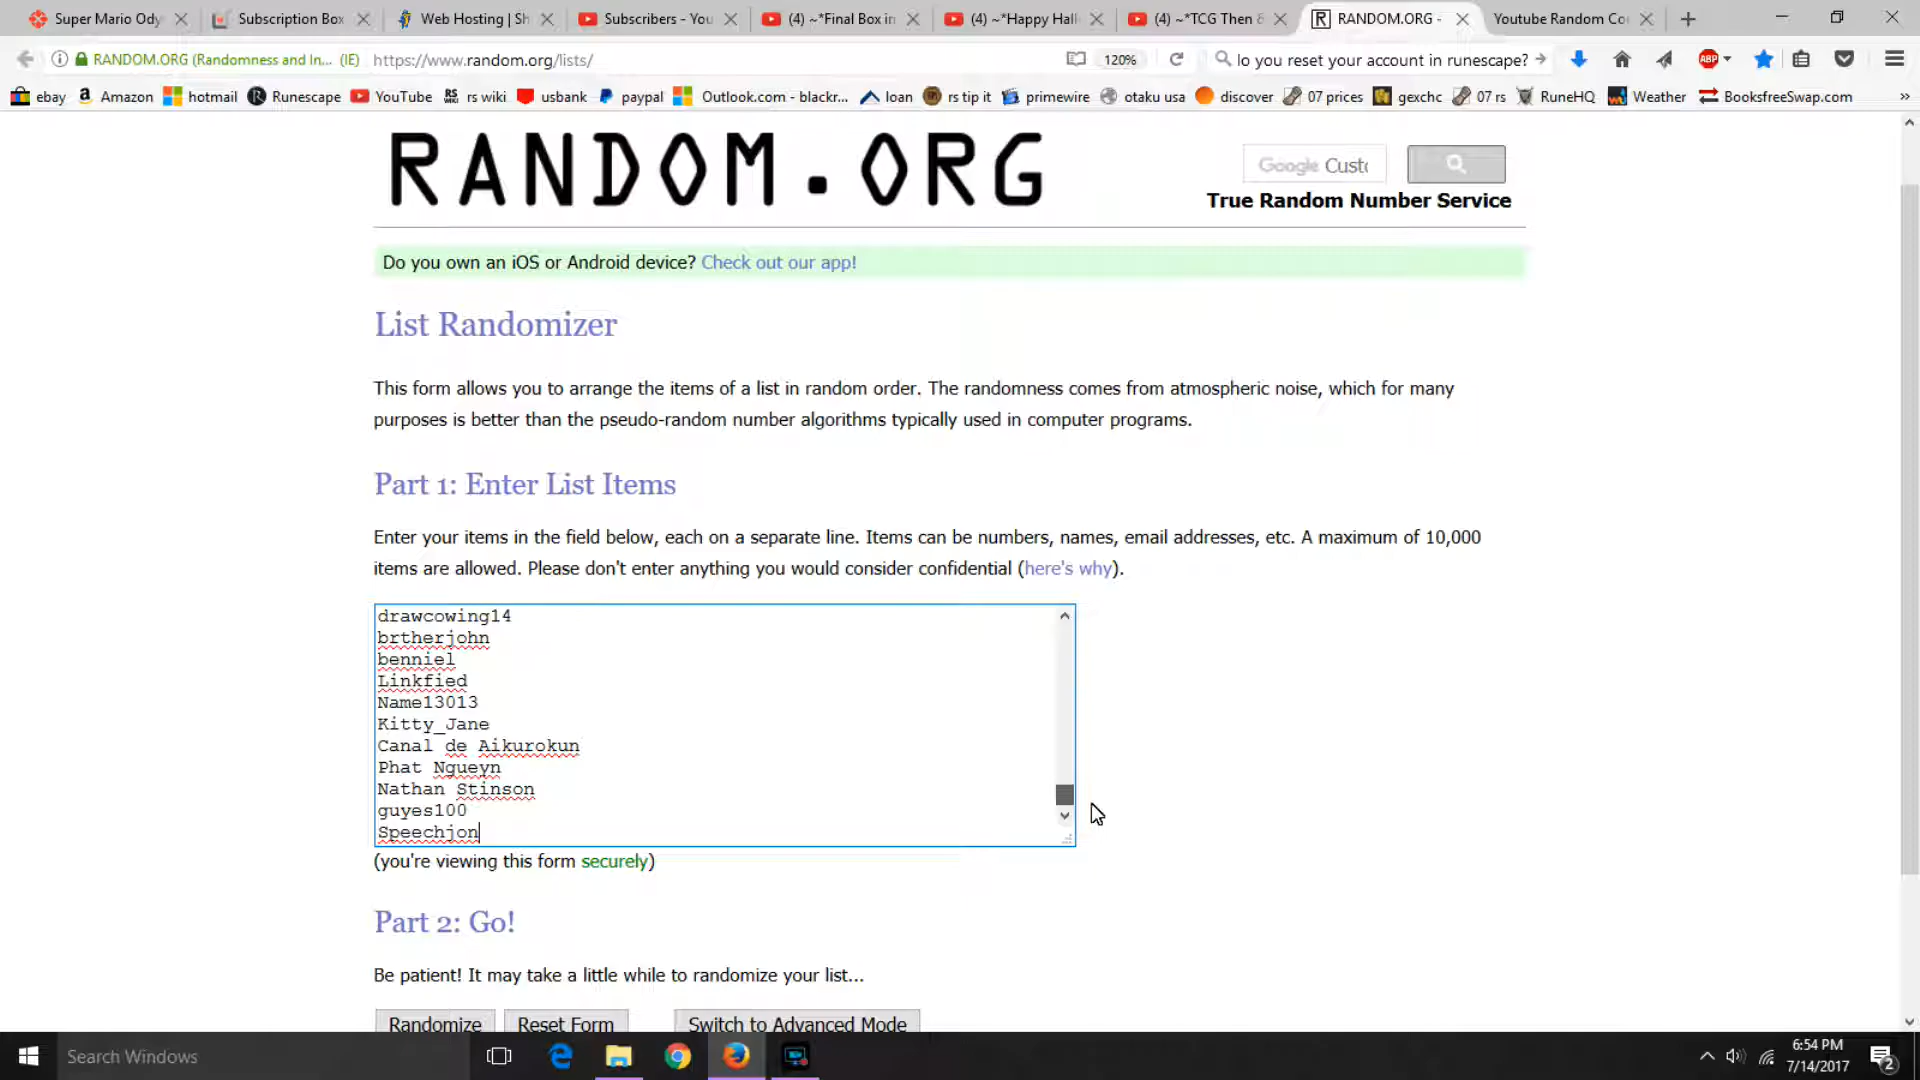 Super Mario Ody
Subscription Box
Web Hosting | Sh
Subscribers - You
(4) ~*Final Box in
(4) ~*Happy Hall
(4) ~*TCG Then &
RANDOM.ORG -
Youtube Random Co
RANDOM.ORG (Randomness and In... (IE)
https://www.random.org/lists/
120%
lo you reset your account in runescape?
ABP
ebay
Amazon
hotmail
Runescape
YouTube
rs wiki
usbank
paypal
Outlook.com - blackr...
loan
rs tip it
primewire
otaku usa
discover
07 prices
gexchc
07 rs
RuneHQ
Weather
BooksfreeSwap.com
RANDOM.ORG
Google Custo
True Random Number Service
Do you own an iOS or Android device? Check out our app!
List Randomizer
This form allows you to arrange the items of a list in random order. The randomness comes from atmospheric noise, which for many
purposes is better than the pseudo-random number algorithms typically used in computer programs.
Part 1: Enter List Items
Enter your items in the field below, each on a separate line. Items can be numbers, names, email addresses, etc. A maximum of 10,000
items are allowed. Please don't enter anything you would consider confidential (here's why).
drawcowing14
brtherjohn
benniel
Linkfied
Name13013
Kitty_Jane
Canal de Aikurokun
Phat Ngueyn
Nathan Stinson
guyes100
Speechjon
(you're viewing this form securely)
Part 2: Go!
Be patient! It may take a little while to randomize your list...
Randomize
Reset Form
Switch to Advanced Mode
Search Windows
6:54 PM
7/14/2017
2